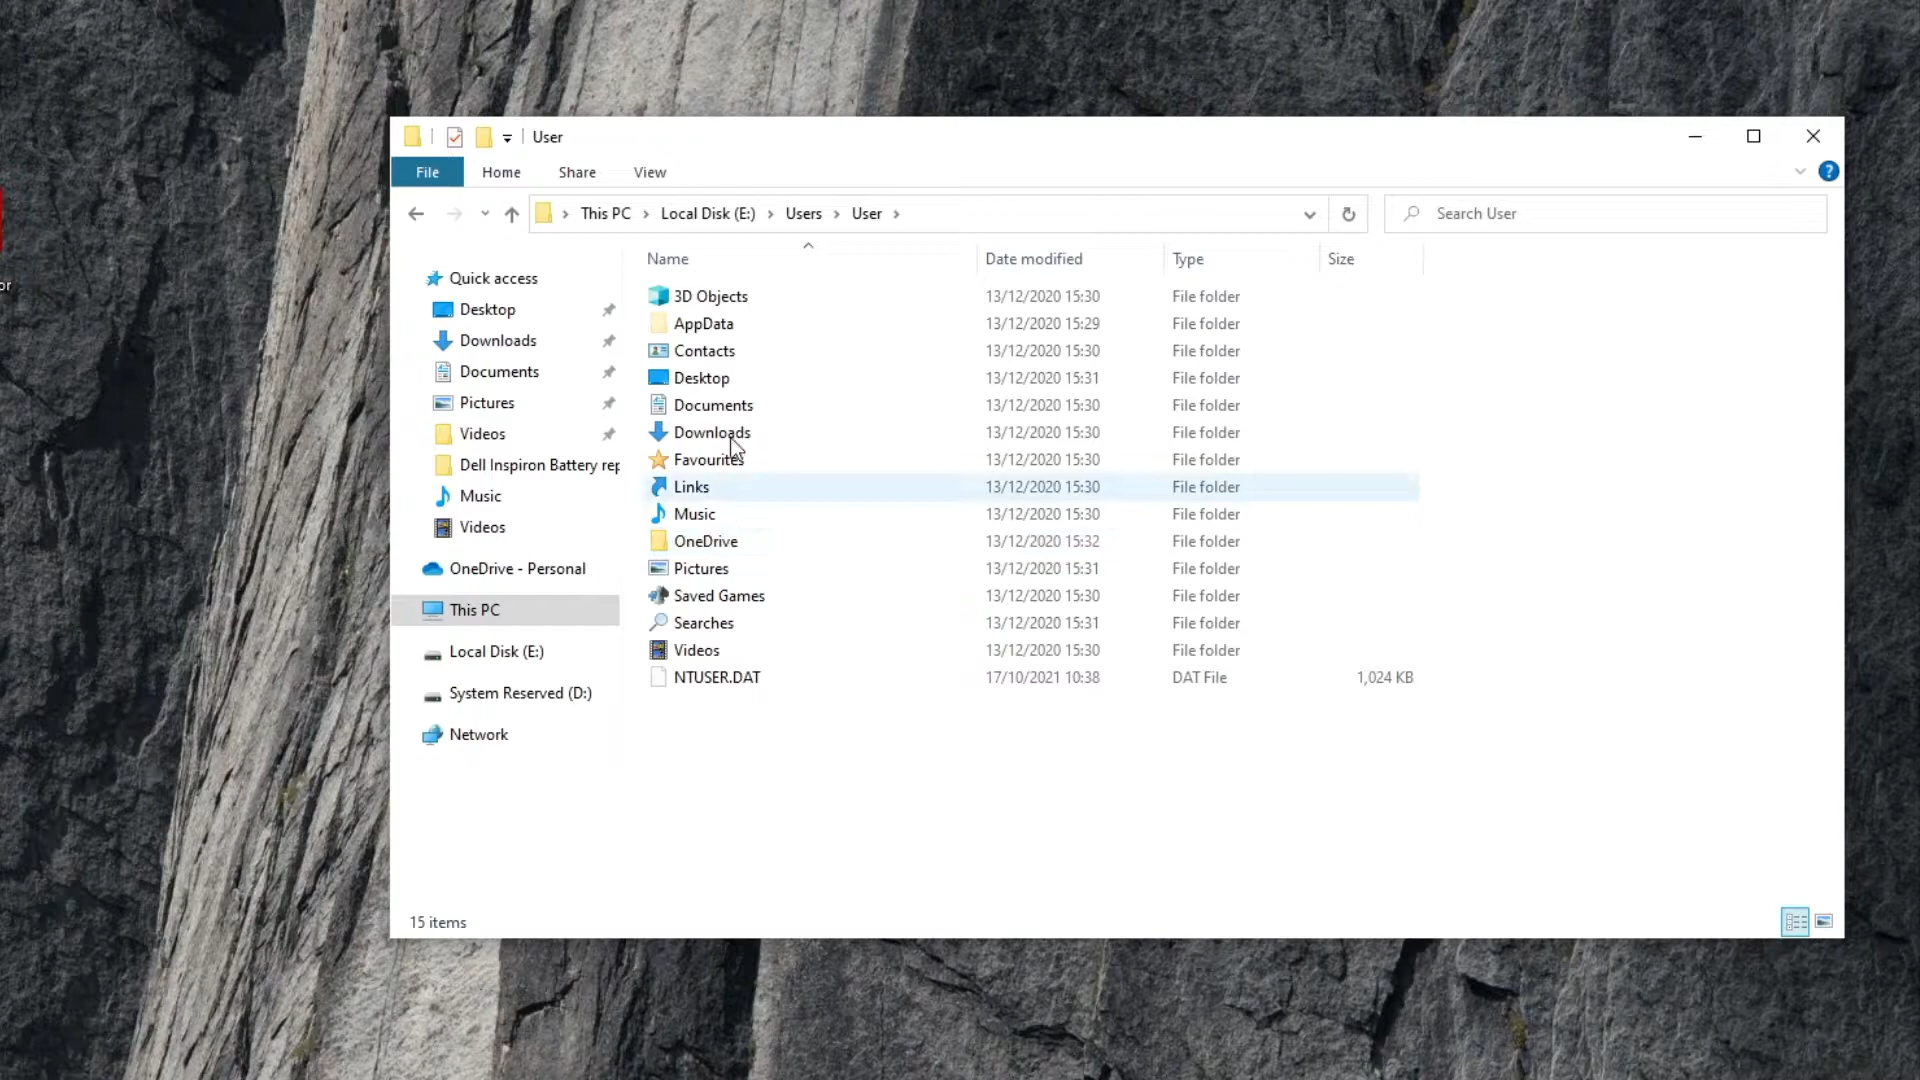 User
File Home Share View
This PC Local Disk (E:) Users User
Search User
Name Date modified Type Size
Quick access
Desktop
Downloads
Documents
Pictures
Videos
Dell Inspiron Battery rep
Music
Videos
OneDrive - Personal
This PC
Local Disk (E:)
System Reserved (D:)
Network
3D Objects 13/12/2020 15:30 File folder
AppData 13/12/2020 15:29 File folder
Contacts 13/12/2020 15:30 File folder
Desktop 13/12/2020 15:31 File folder
Documents 13/12/2020 15:30 File folder
Downloads 13/12/2020 15:30 File folder
Favourites 13/12/2020 15:30 File folder
Links 13/12/2020 15:30 File folder
Music 13/12/2020 15:30 File folder
OneDrive 13/12/2020 15:32 File folder
Pictures 13/12/2020 15:31 File folder
Saved Games 13/12/2020 15:30 File folder
Searches 13/12/2020 15:31 File folder
Videos 13/12/2020 15:30 File folder
NTUSER.DAT 17/10/2021 10:38 DAT File 1,024 KB
15 items
or